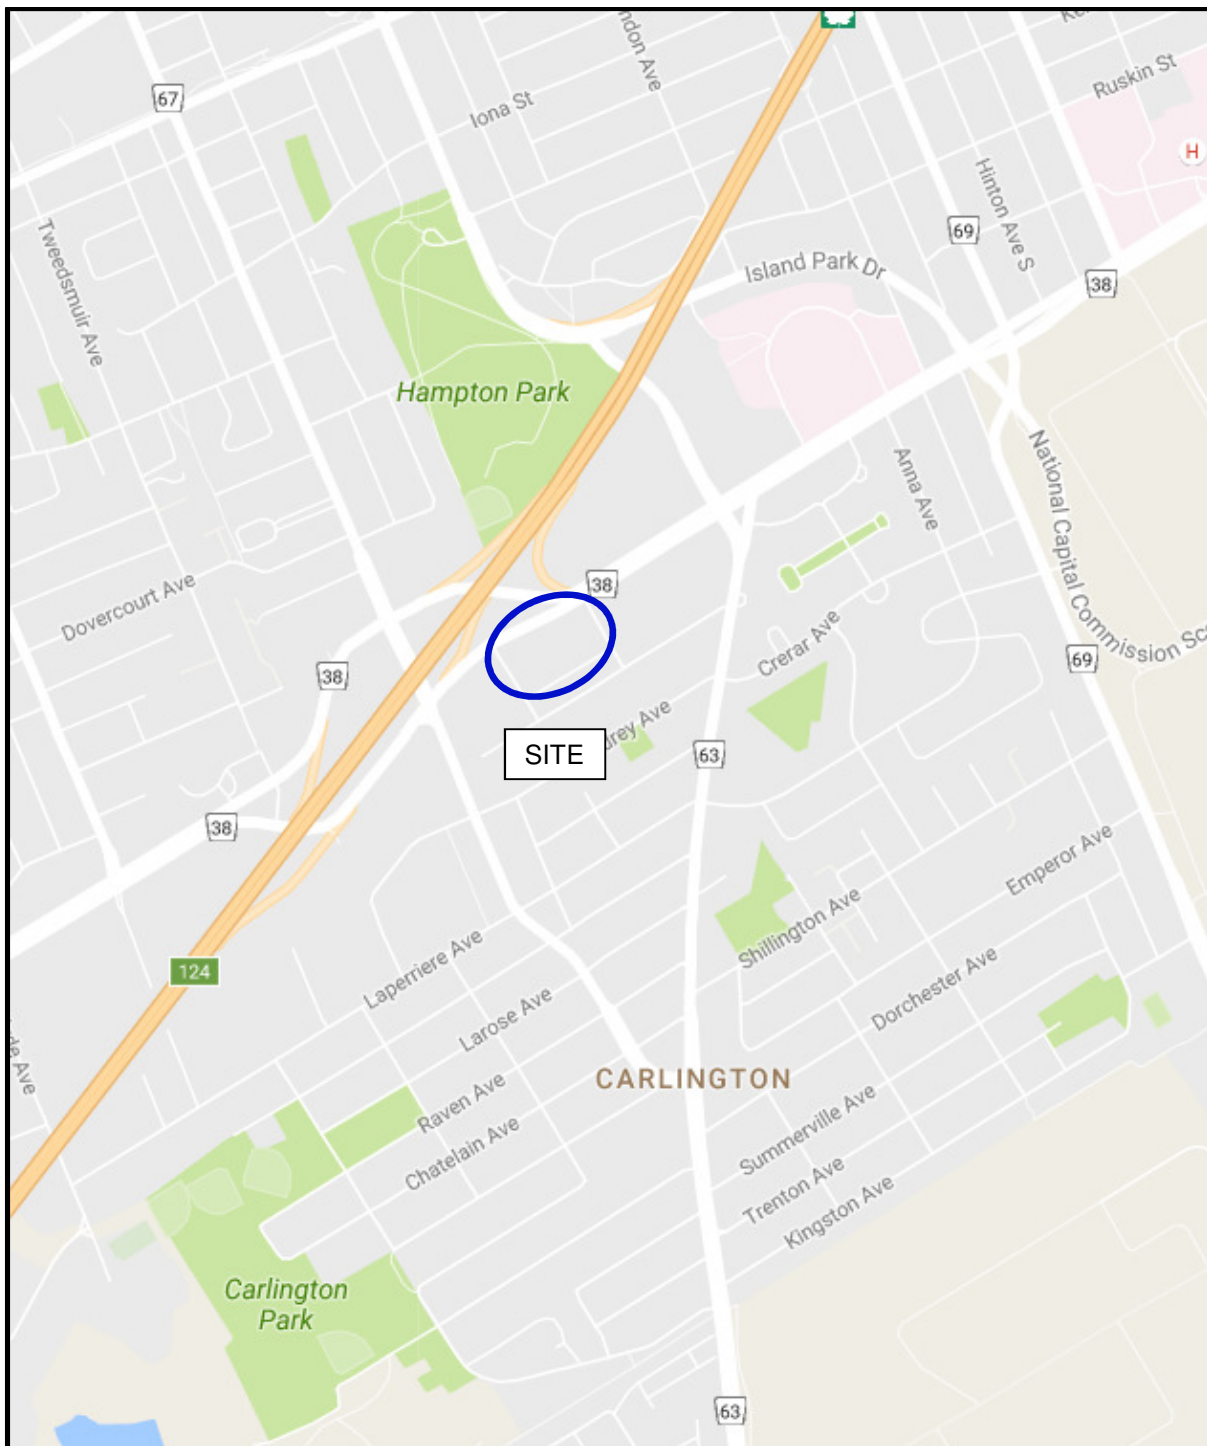 67
Iona St
Ruskin St
H
Tweedsmuir Ave
Hinton Ave S
69
Island Park Dr
38
Hampton Park
Anna Ave
National Capital Commission
Dovercourt Ave
38
Crerar Ave
38
69
SITE
63
38
Emperor Ave
Shillington Ave
Laperriere Ave
124
Dorchester Ave
Larose Ave
CARLINGTON
Raven Ave
Summerville Ave
Chatelain Ave
Trenton Ave
Kingston Ave
Carlington
Park
63